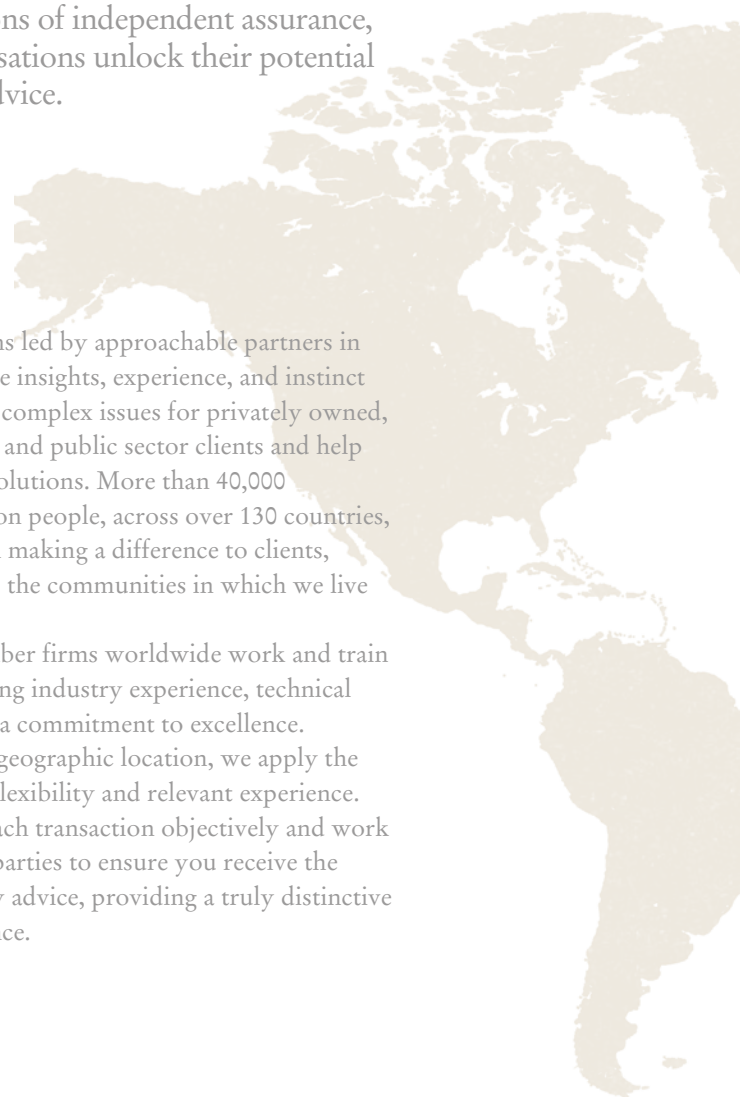 ns of independent assurance,
sations unlock their potential
dvice.
ns led by approachable partners in
e insights, experience, and instinct
complex issues for privately owned,
and public sector clients and help
olutions. More than 40,000
on people, across over 130 countries,
making a difference to clients,
the communities in which we live
ber firms worldwide work and train
ng industry experience, technical
a commitment to excellence.
geographic location, we apply the
lexibility and relevant experience.
ach transaction objectively and work
parties to ensure you receive the
y advice, providing a truly distinctive
nce.